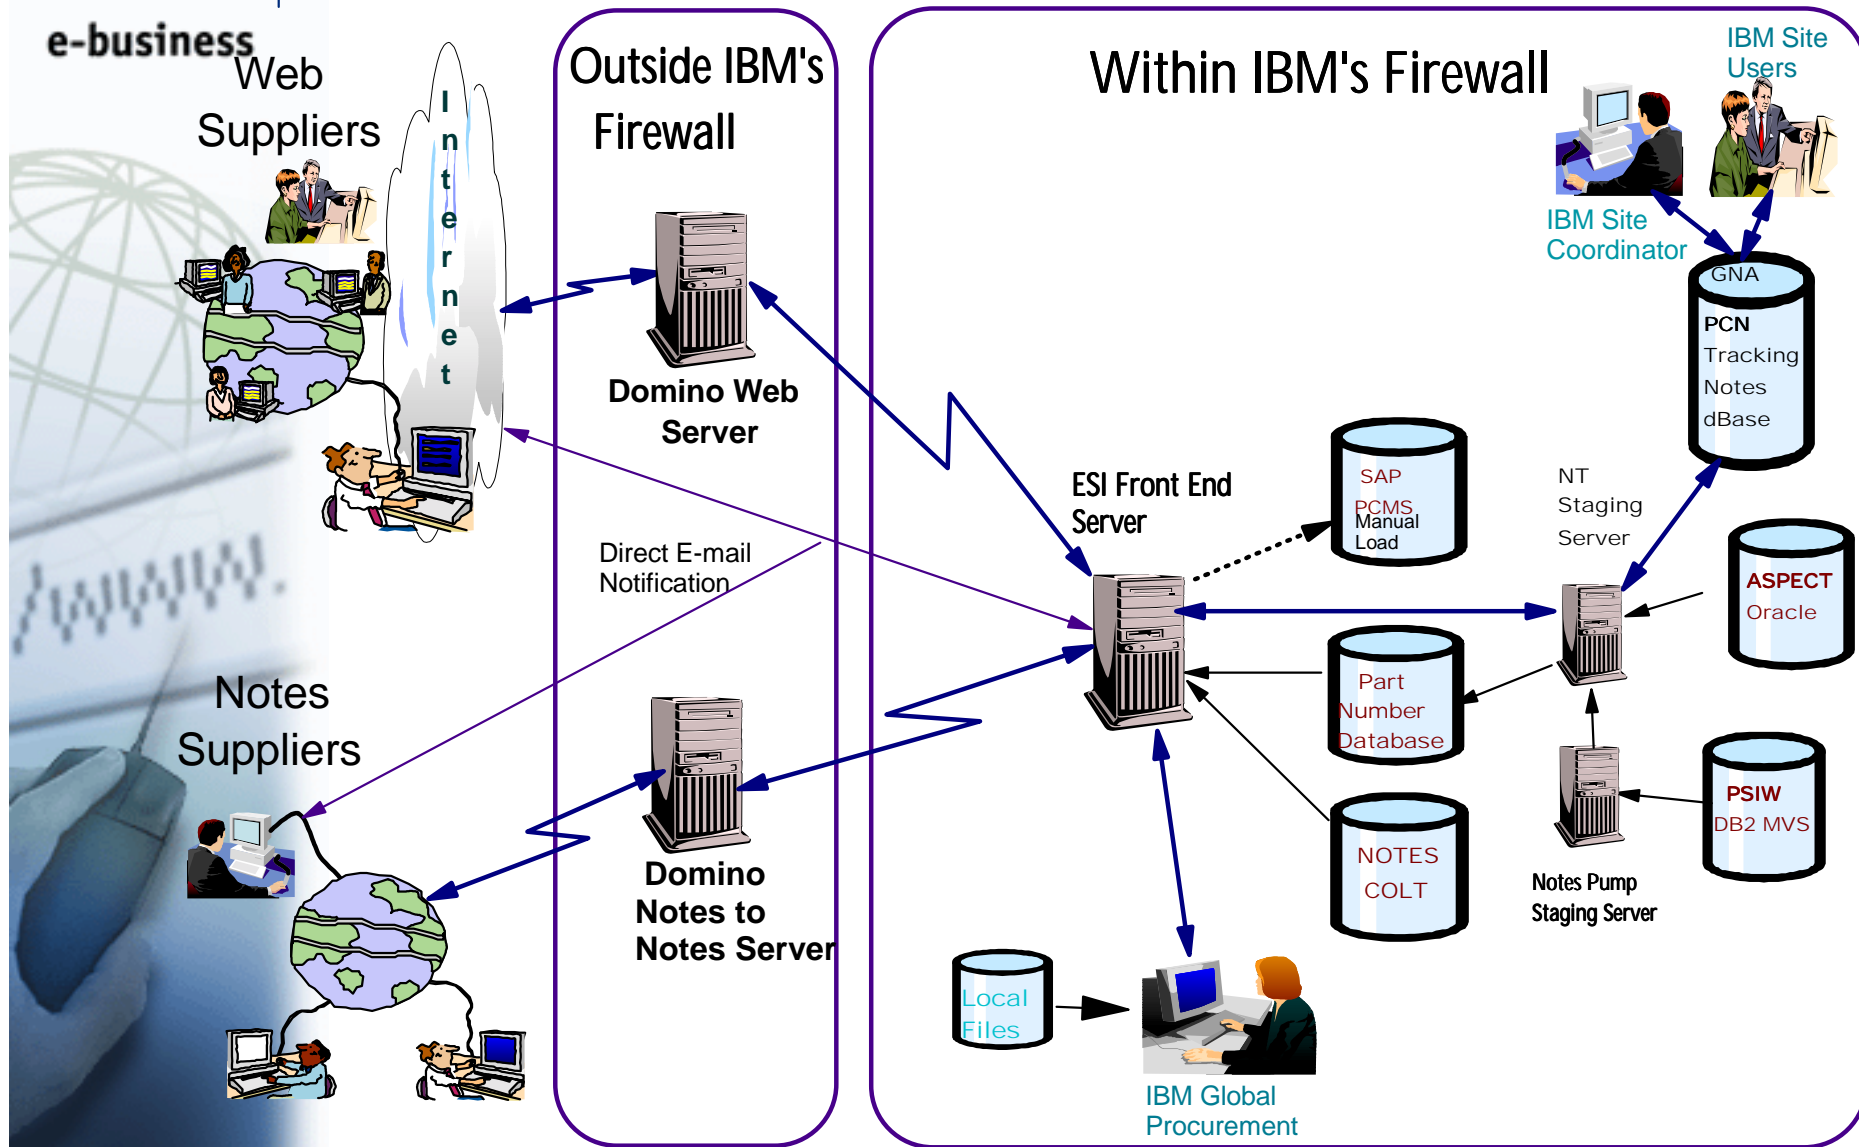 e-business
Web
Suppliers
Internet
Outside IBM's
Firewall
Within IBM's Firewall
IBM Site
Users
IBM Site
Coordinator
GNA
PCN
Tracking
Notes
dBase
Domino Web
Server
ESI Front End
Server
SAP
PCMS
Manual
Load
NT
Staging
Server
ASPECT
Oracle
Direct E-mail
Notification
Notes
Suppliers
Part
Number
Database
PSIW
DB2 MVS
NOTES
COLT
Notes Pump
Staging Server
Domino
Notes to
Notes Server
Local
Files
IBM Global
Procurement